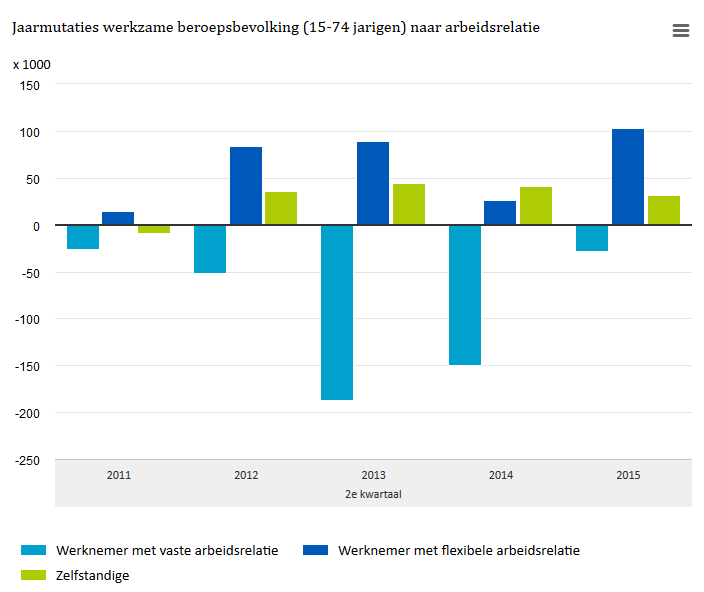 Jaarmutaties werkzame beroepsbevolking (15-74 jarigen) naar arbeidsrelatie
x 1000
150
100
50
0
-50
-100
-150
-200
-250
2011 2012 2013 2014 2015
2e kwartaal
Werknemer met vaste arbeidsrelatie Werknemer met flexibele arbeidsrelatie
Zelfstandige